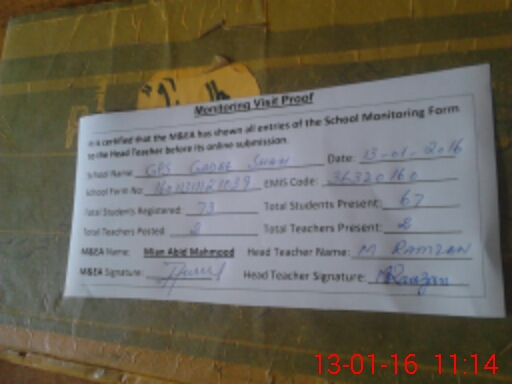 Monitoring Visit Proof
It is certified that the M&EA has shown all entries of the School Monitoring Form
to the Head Teacher before its online submission.
School Name GPS Shah Date: 13-01-2016
School Form No EMIS Code: 36320160
Total Students Registered: 73 Total Students Present: 67
Total Teachers Posted 2 Total Teachers Present: 2
M&EA Name: Mian Abid Mahmood Head Teacher Name: M RAMZAN
M&EA Signature: Head Teacher Signature: MRamzan
13-01-16 11:14